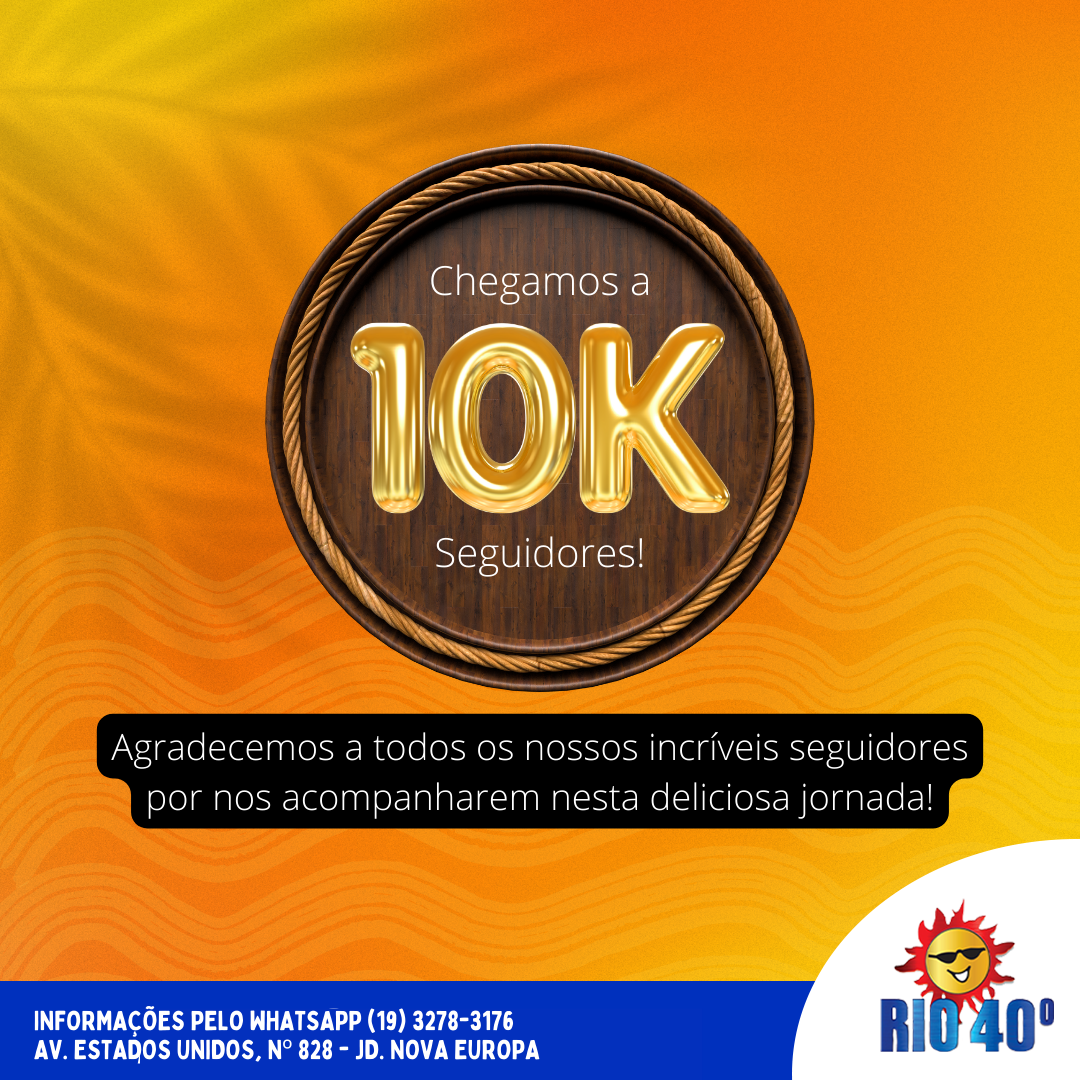 Chegamos a
10K
Seguidores!
Agradecemos a todos os nossos incríveis seguidores
por nos acompanharem nesta deliciosa jornada!
INFORMAÇÕES PELO WHATSAPP (19) 3278-3176
AV. ESTADOS UNIDOS, Nº 828 - JD. NOVA EUROPA
RIO 40º